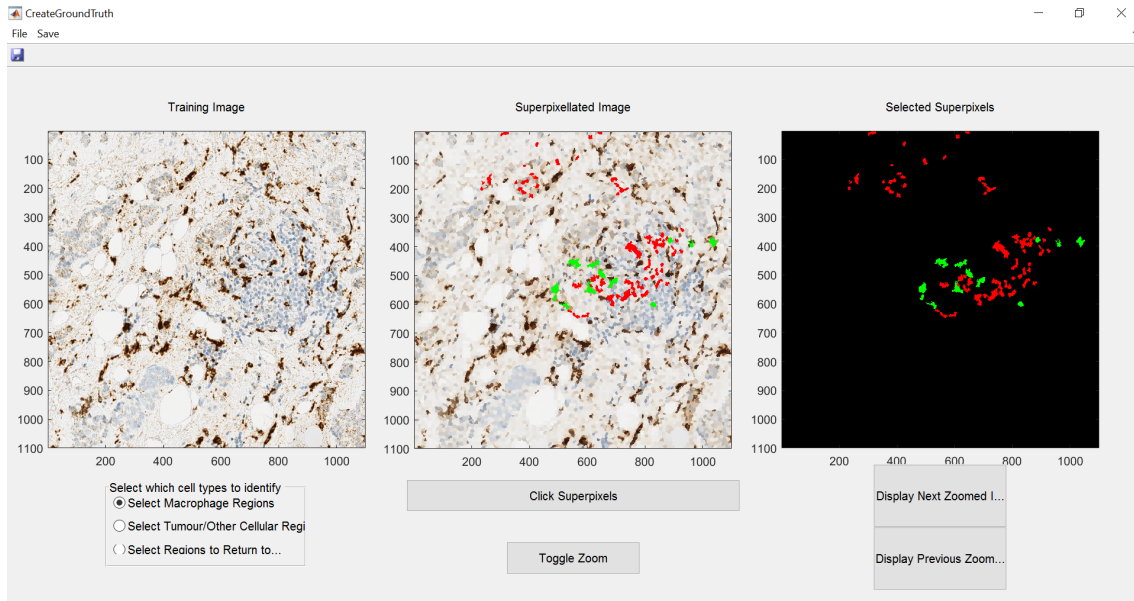 CreateGroundTruth
File Save
Training Image
Superpixellated Image
Selected Superpixels
100
200
300
400
500
600
700
800
900
1000
1100
200 400 600 800 1000
100
200
300
400
500
600
700
800
900
1000
1100
200 400 600 800 1000
100
200
300
400
500
600
700
800
900
1000
1100
200 400 600 800 1000
Select which cell types to identify
Select Macrophage Regions
Select Tumour/Other Cellular Regi
Select Regions to Return to...
Click Superpixels
Toggle Zoom
Display Next Zoomed I...
Display Previous Zoom...